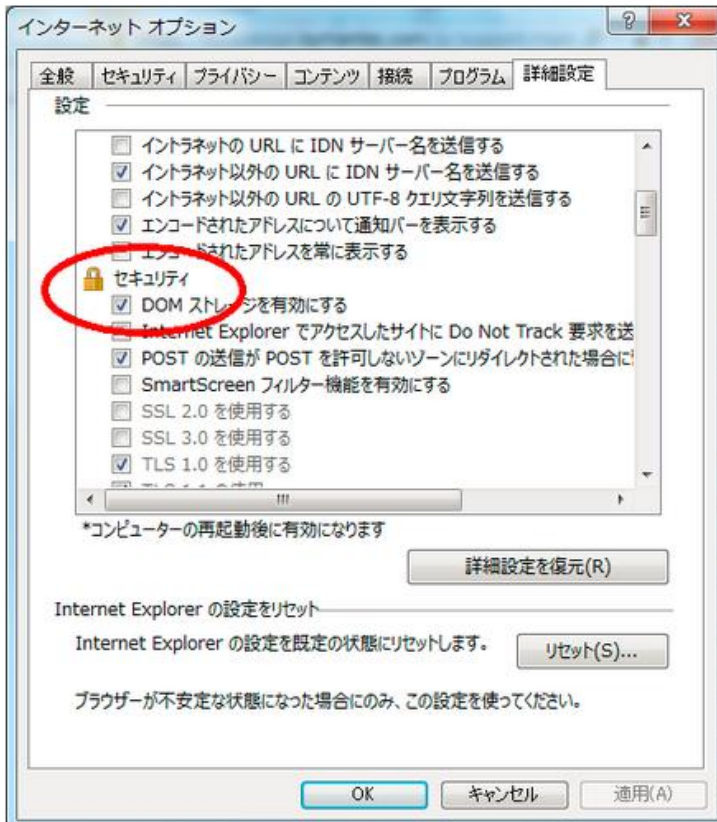 インターネット オプション
全般 セキュリティ プライバシー コンテンツ 接続 プログラム 詳細設定
設定
イントラネットの URL に IDN サーバー名を送信する
イントラネット以外の URL に IDN サーバー名を送信する
イントラネット以外の URL の UTF-8 クエリ文字列を送信する
エンコードされたアドレスについて通知バーを表示する
エンコードされたアドレスを常に表示する
セキュリティ
DOM ストレージを有効にする
Internet Explorer でアクセスしたサイトに Do Not Track 要求を送
POST の送信が POST を許可しないゾーンにリダイレクトされた場合に
SmartScreen フィルター機能を有効にする
SSL 2.0 を使用する
SSL 3.0 を使用する
TLS 1.0 を使用する
*コンピューターの再起動後に有効になります
詳細設定を復元(R)
Internet Explorer の設定をリセット
Internet Explorer の設定を既定の状態にリセットします。
リセット(S)...
ブラウザーが不安定な状態になった場合にのみ、この設定を使ってください。
OK キャンセル 適用(A)